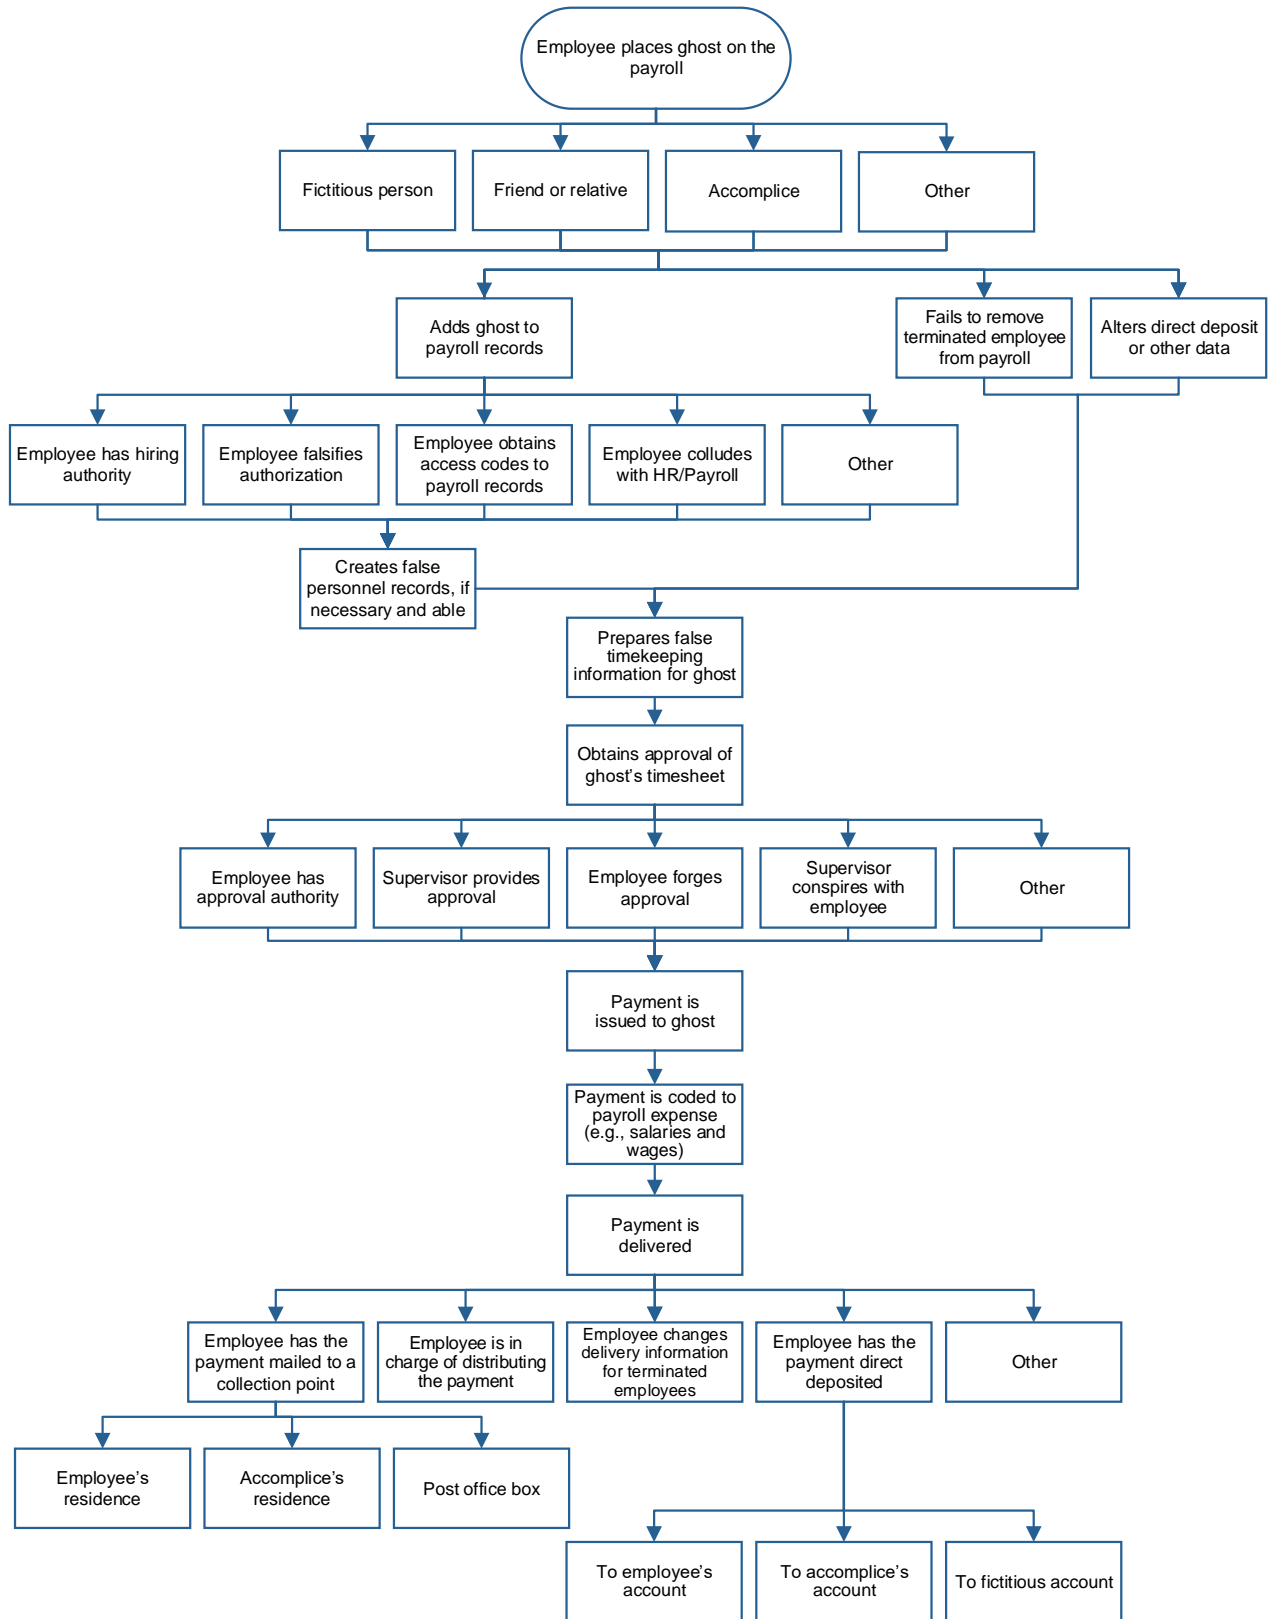 Employee places ghost on the
payroll
Fictitious person
Friend or relative
Accomplice
Other
Adds ghost to
payroll records
Fails to remove
terminated employee
from payroll
Alters direct deposit
or other data
Employee has hiring
authority
Employee falsifies
authorization
Employee obtains
access codes to
payroll records
Employee colludes
with HR/Payroll
Other
Creates false
personnel records, if
necessary and able
Prepares false
timekeeping
information for ghost
Obtains approval of
ghost’s timesheet
Employee has
approval authority
Supervisor provides
approval
Employee forges
approval
Supervisor
conspires with
employee
Other
Payment is
issued to ghost
Payment is coded to
payroll expense
(e.g., salaries and
wages)
Payment is
delivered
Employee has the
payment mailed to a
collection point
Employee is in
charge of distributing
the payment
Employee changes
delivery information
for terminated
employees
Employee has the
payment direct
deposited
Other
Employee’s
residence
Accomplice’s
residence
Post office box
To employee’s
account
To accomplice’s
account
To fictitious account